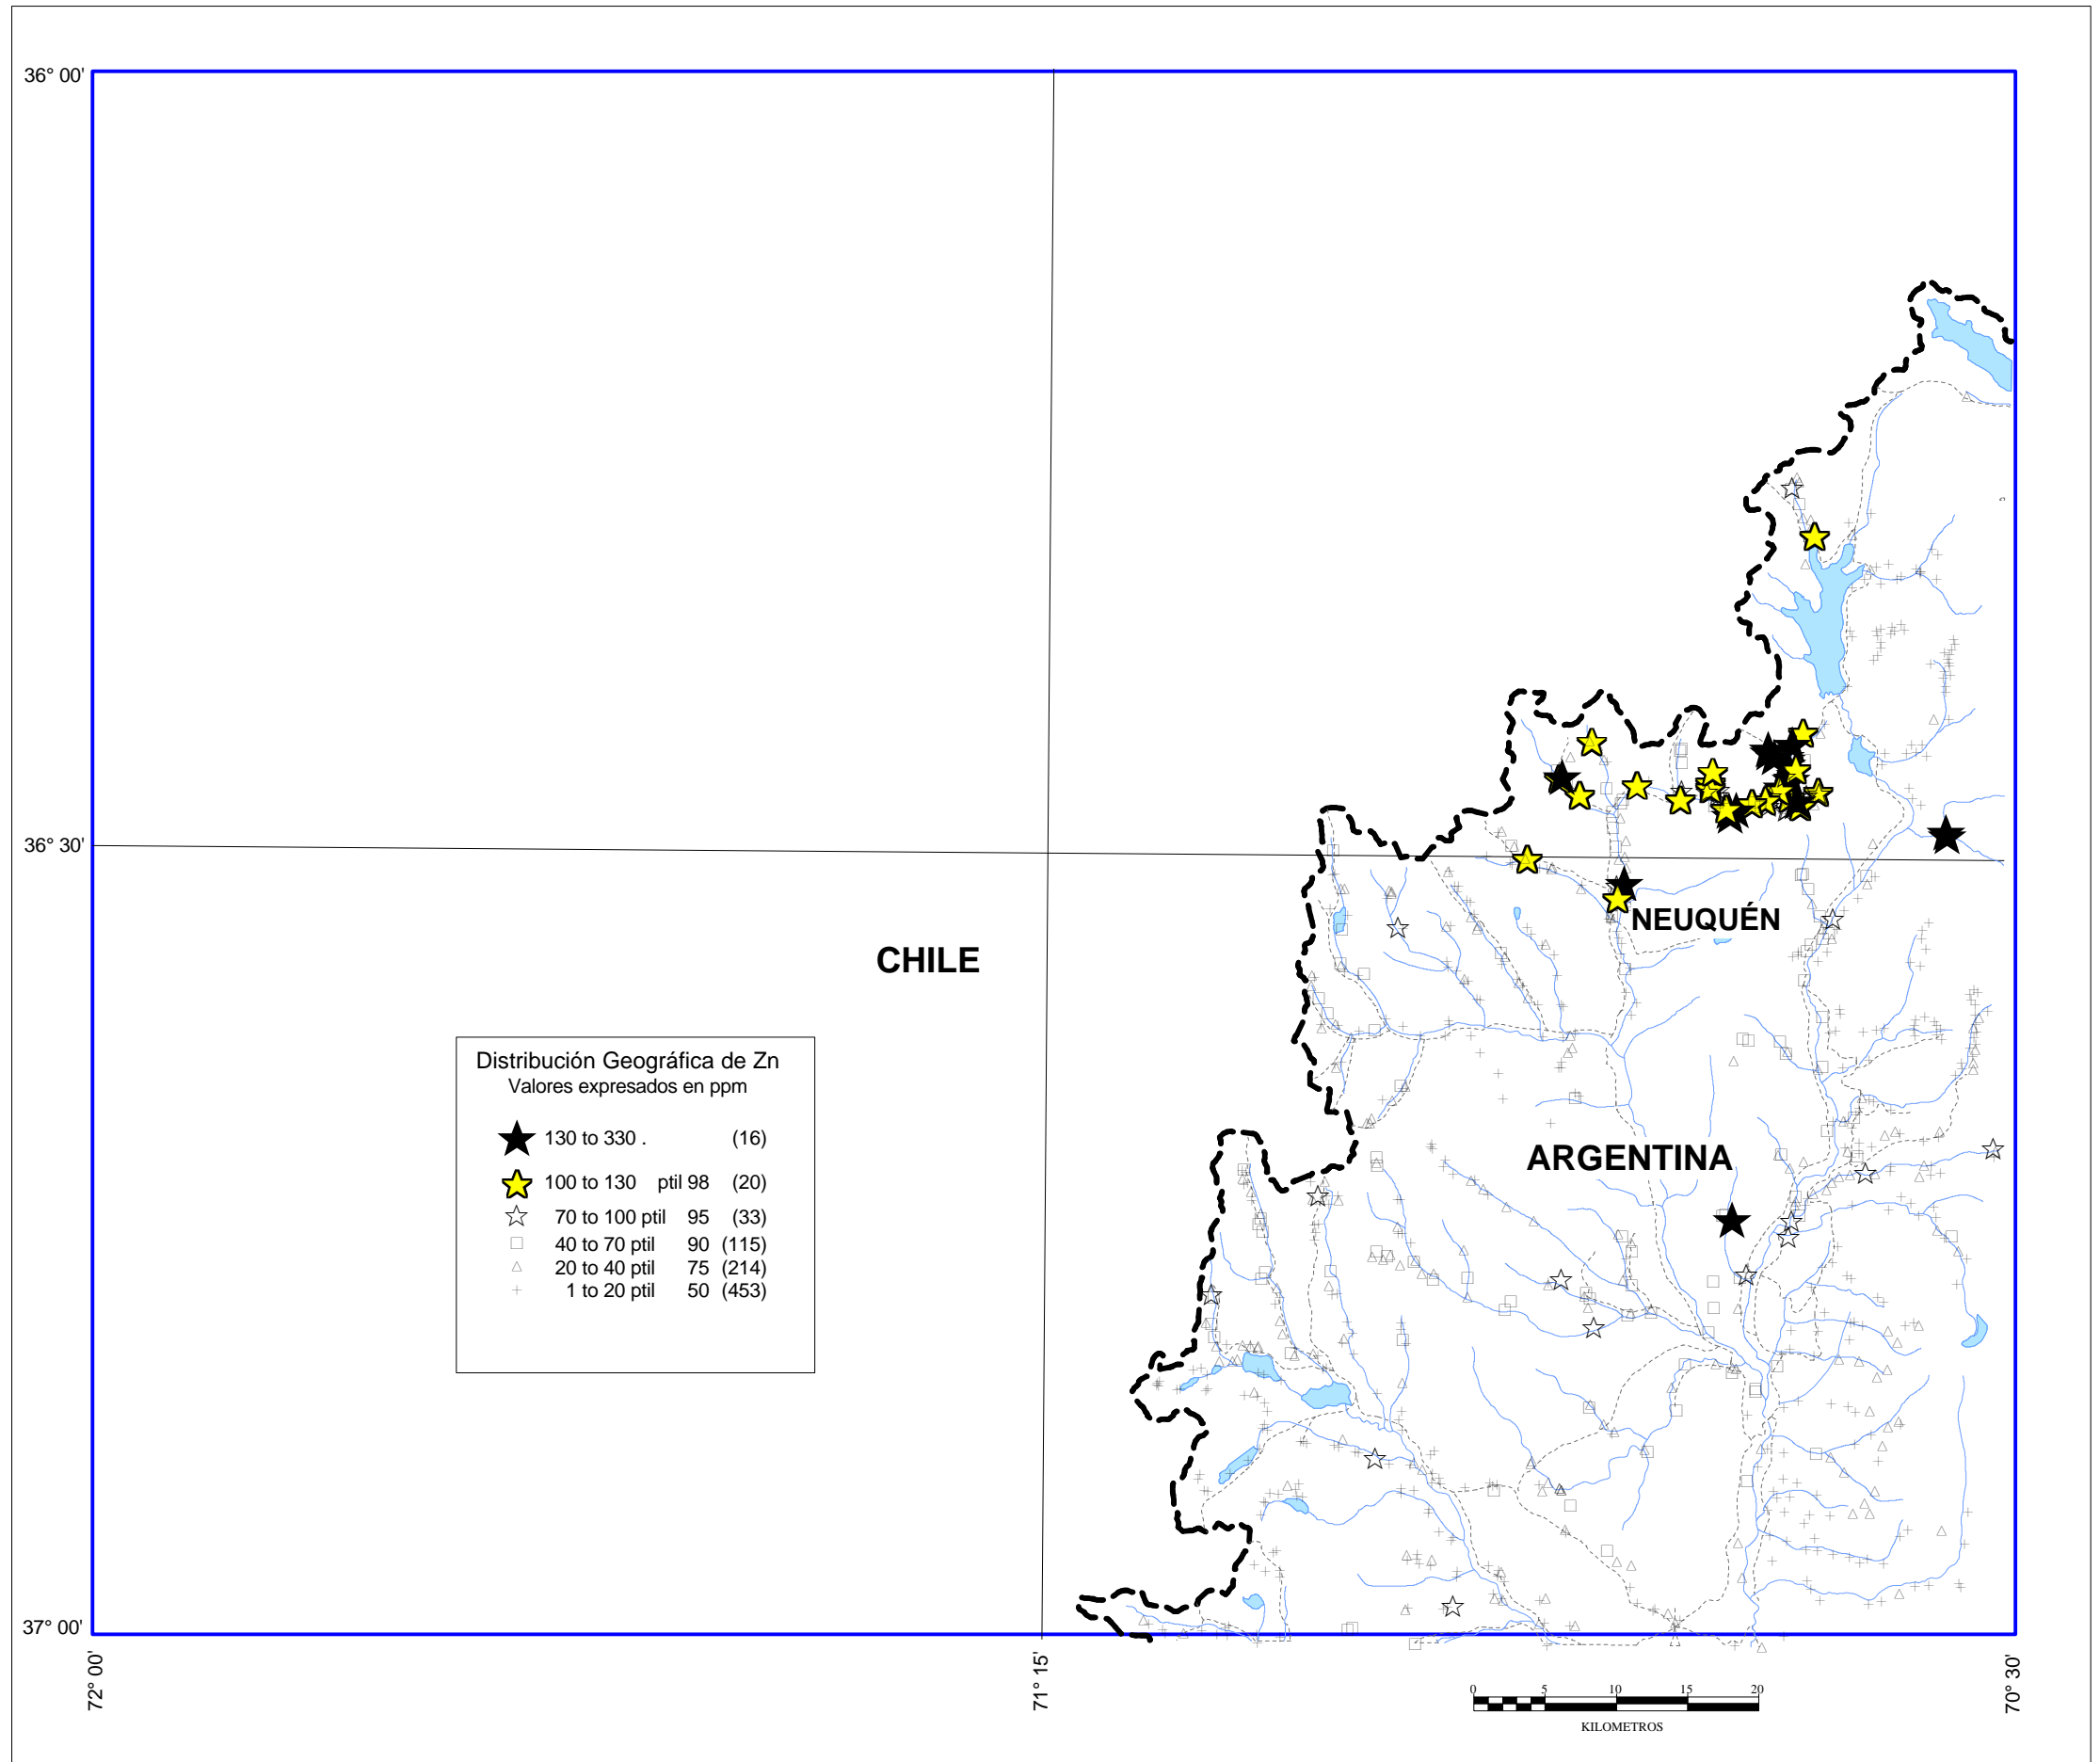 36° 00'
36° 30'
NEUQUÉN
CHILE
Distribución Geográfica de Zn
Valores expresados en ppm
130 to 330 . (16)
100 to 130 ptil 98 (20)
70 to 100 ptil 95 (33)
40 to 70 ptil 90 (115)
20 to 40 ptil 75 (214)
1 to 20 ptil 50 (453)
ARGENTINA
37° 00'
72° 00'
71° 15'
70° 30'
0 5 10 15 20
KILOMETROS